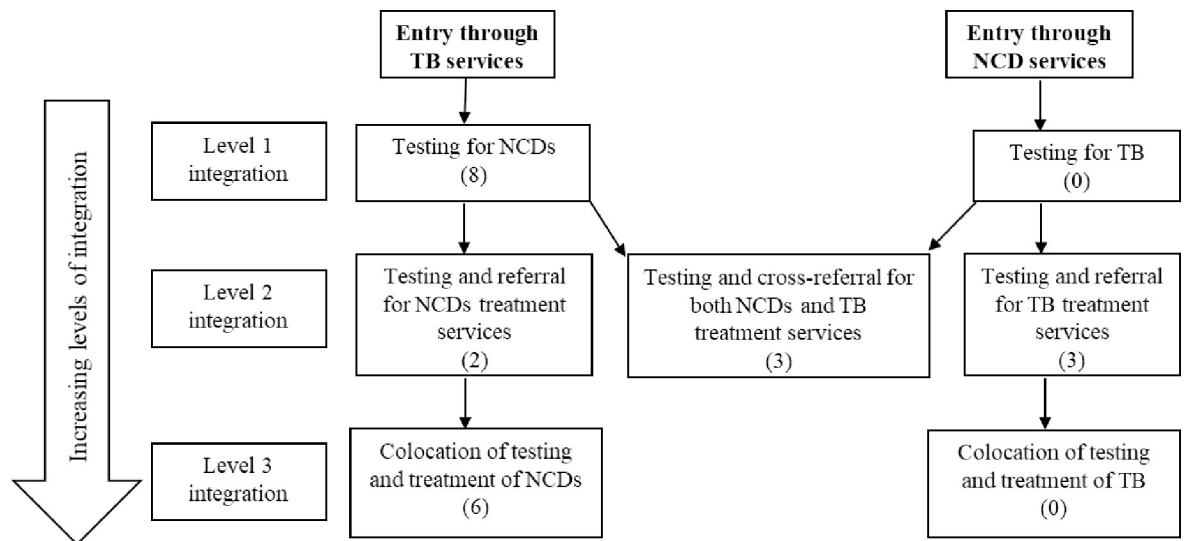 Entry through
TB services
Entry through
NCD services
Increasing levels of integration
Level 1
integration
Testing for NCDs
(8)
Testing for TB
(0)
Level 2
integration
Testing and referral
for NCDs treatment
services
(2)
Testing and cross-referral for
both NCDs and TB
treatment services
(3)
Testing and referral
for TB treatment
services
(3)
Level 3
integration
Colocation of testing
and treatment of NCDs
(6)
Colocation of testing
and treatment of TB
(0)